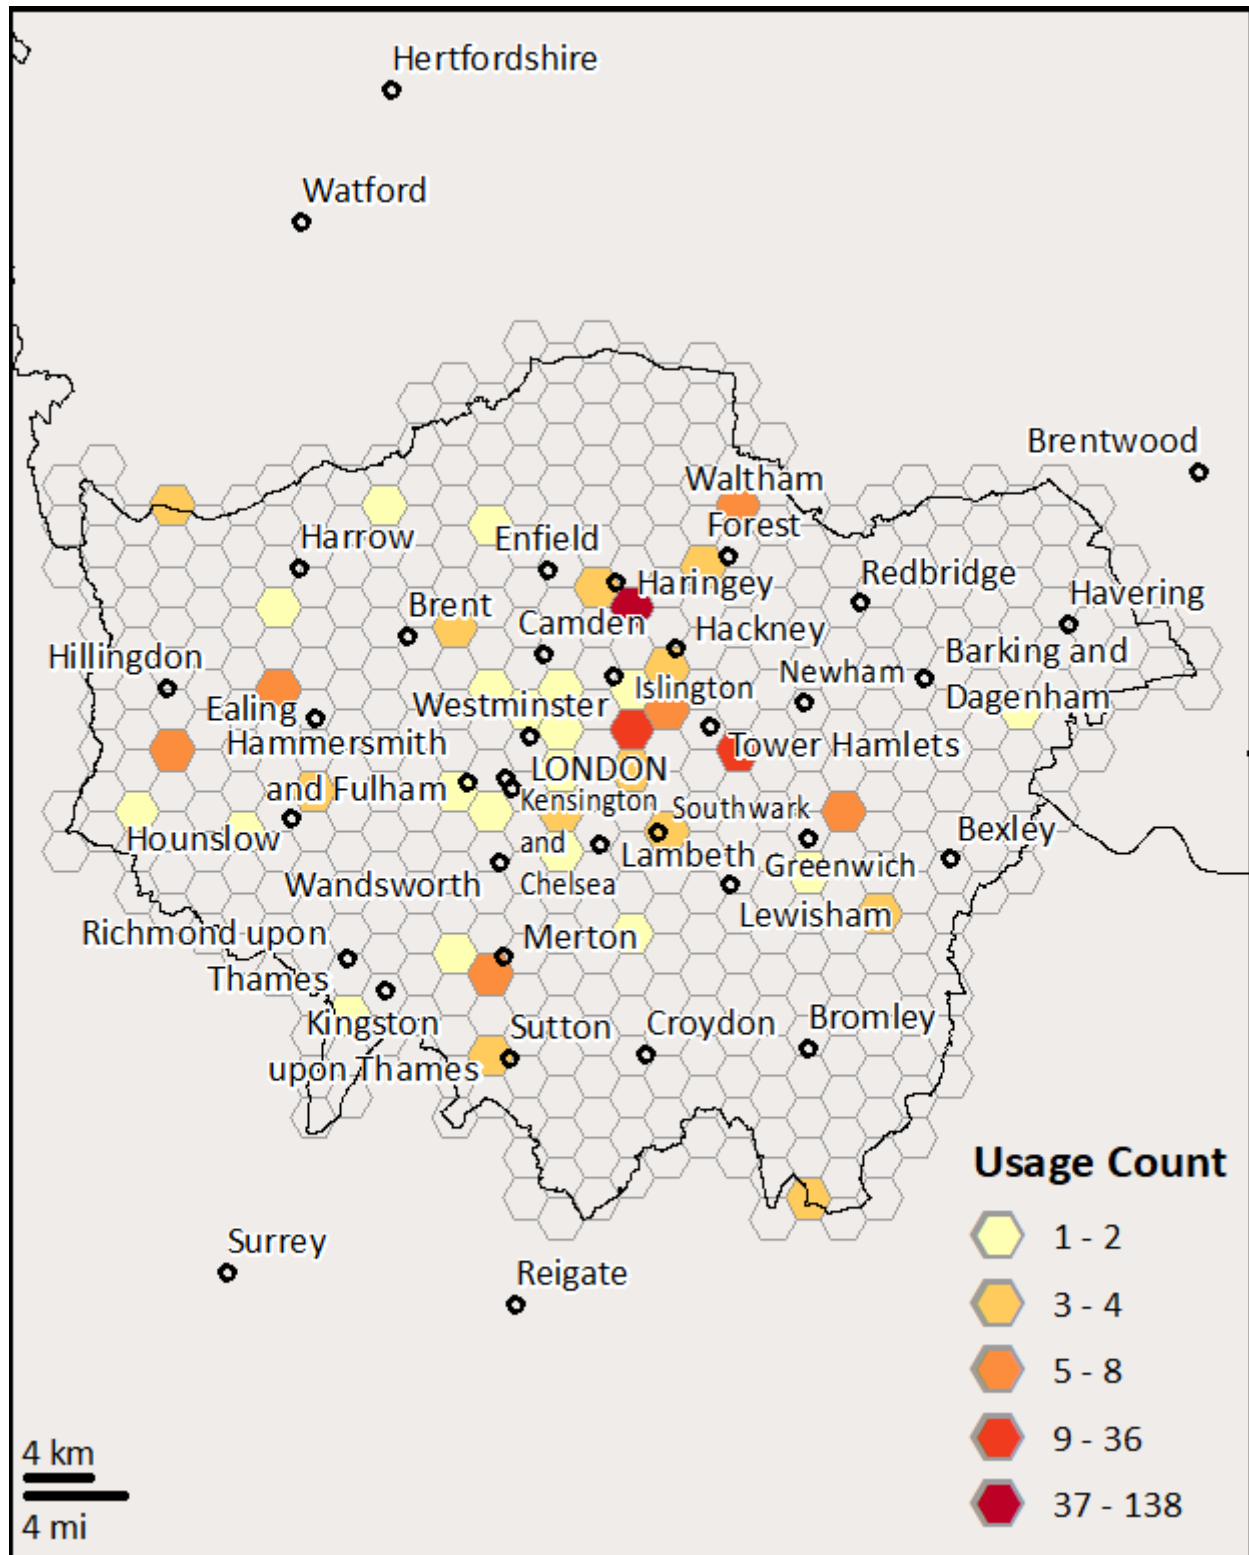 Hertfordshire
Watford
Brentwood
Waltham
Forest
Harrow
Enfield
Haringey
Redbridge
Havering
Brent
Camden
Hackney
Hillingdon
Newham
Barking and
Dagenham
Islington
Ealing
Westminster
Hammersmith
and Fulham
Tower Hamlets
LONDON
Kensington
and
Chelsea
Southwark
Hounslow
Lambeth
Greenwich
Bexley
Wandsworth
Lewisham
Richmond upon
Thames
Merton
Kingston
upon Thames
Sutton
Croydon
Bromley
Surrey
Reigate
Usage Count
1 - 2
3 - 4
5 - 8
9 - 36
37 - 138
4 km
4 mi